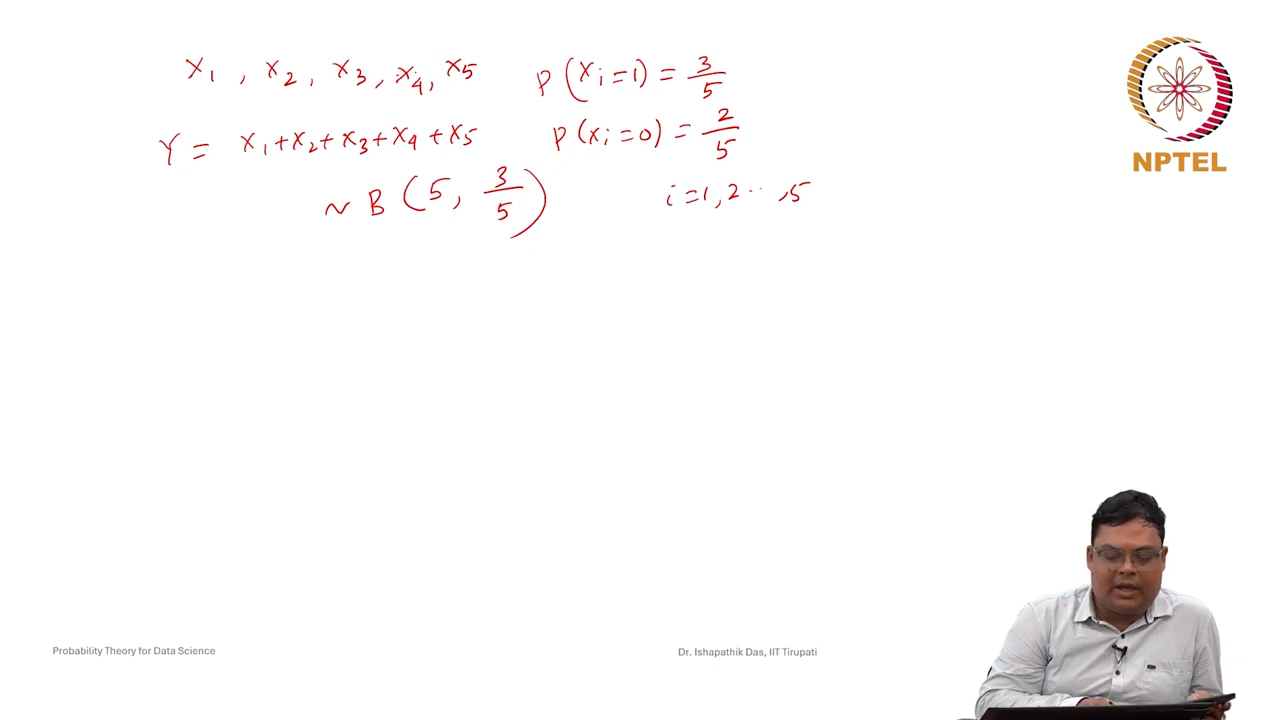 X₁ , X₂ , X₃ , X₄ , X₅ P(Xi=1) = 3/5
Y = X₁+X₂+X₃+X₄+X₅ P(Xi=0) = 2/5
~ B(5, 3/5) i=1,2..,5
NPTEL
Probability Theory for Data Science
Dr. Ishapathik Das, IIT Tirupati